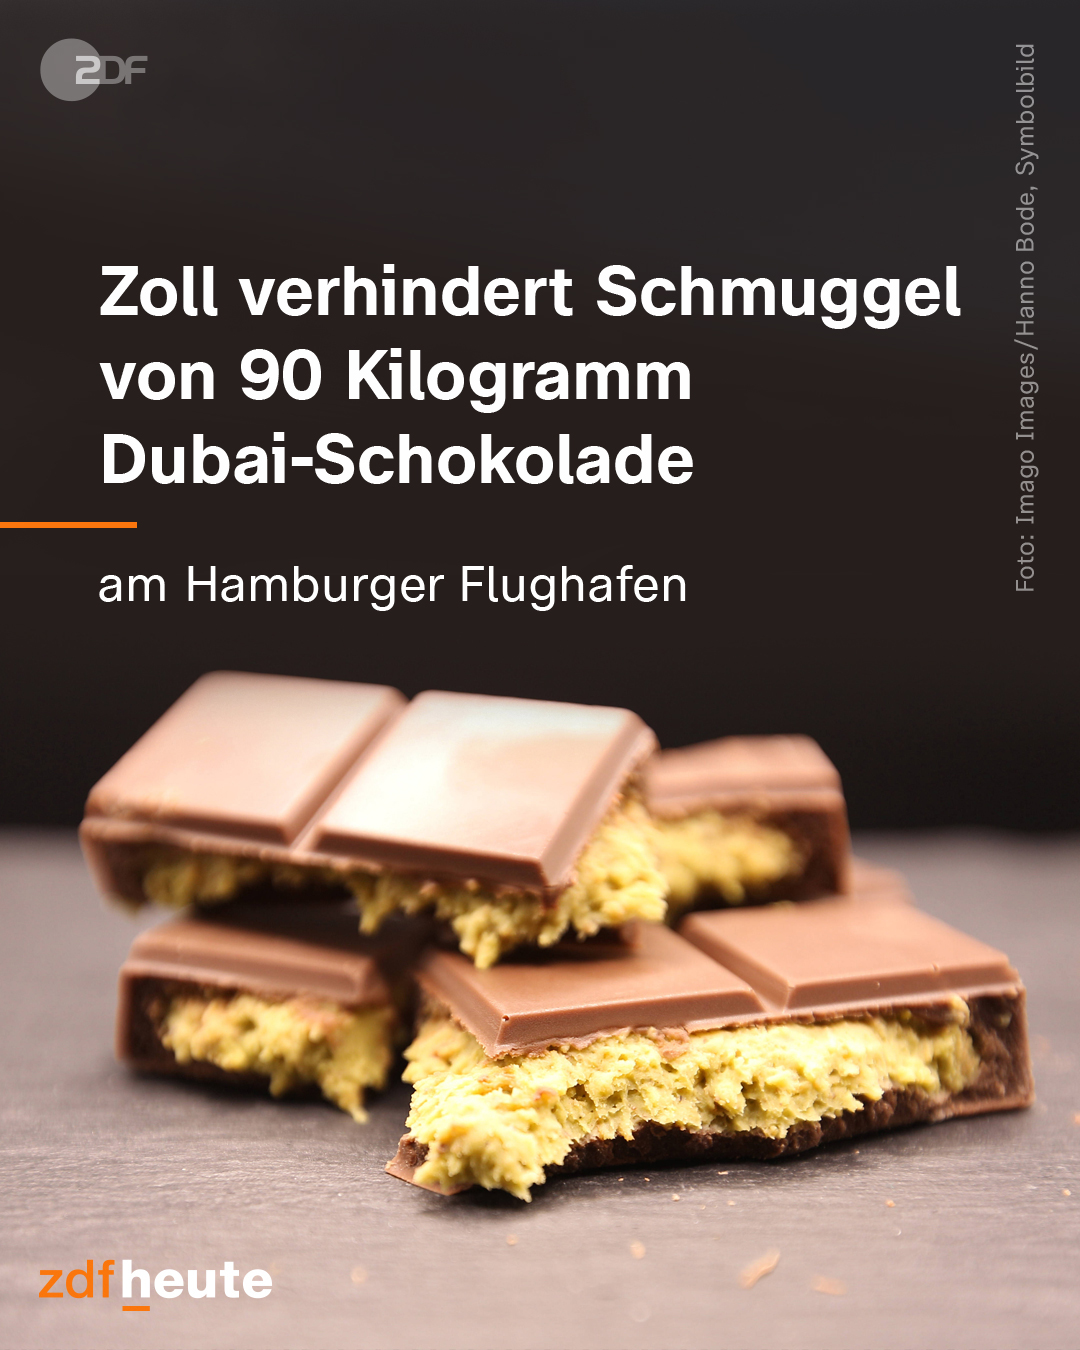 ZDF
Zoll verhindert Schmuggel
von 90 Kilogramm
Dubai-Schokolade
am Hamburger Flughafen
Foto: Imago Images/Hanno Bode, Symbolbild
zdfheute